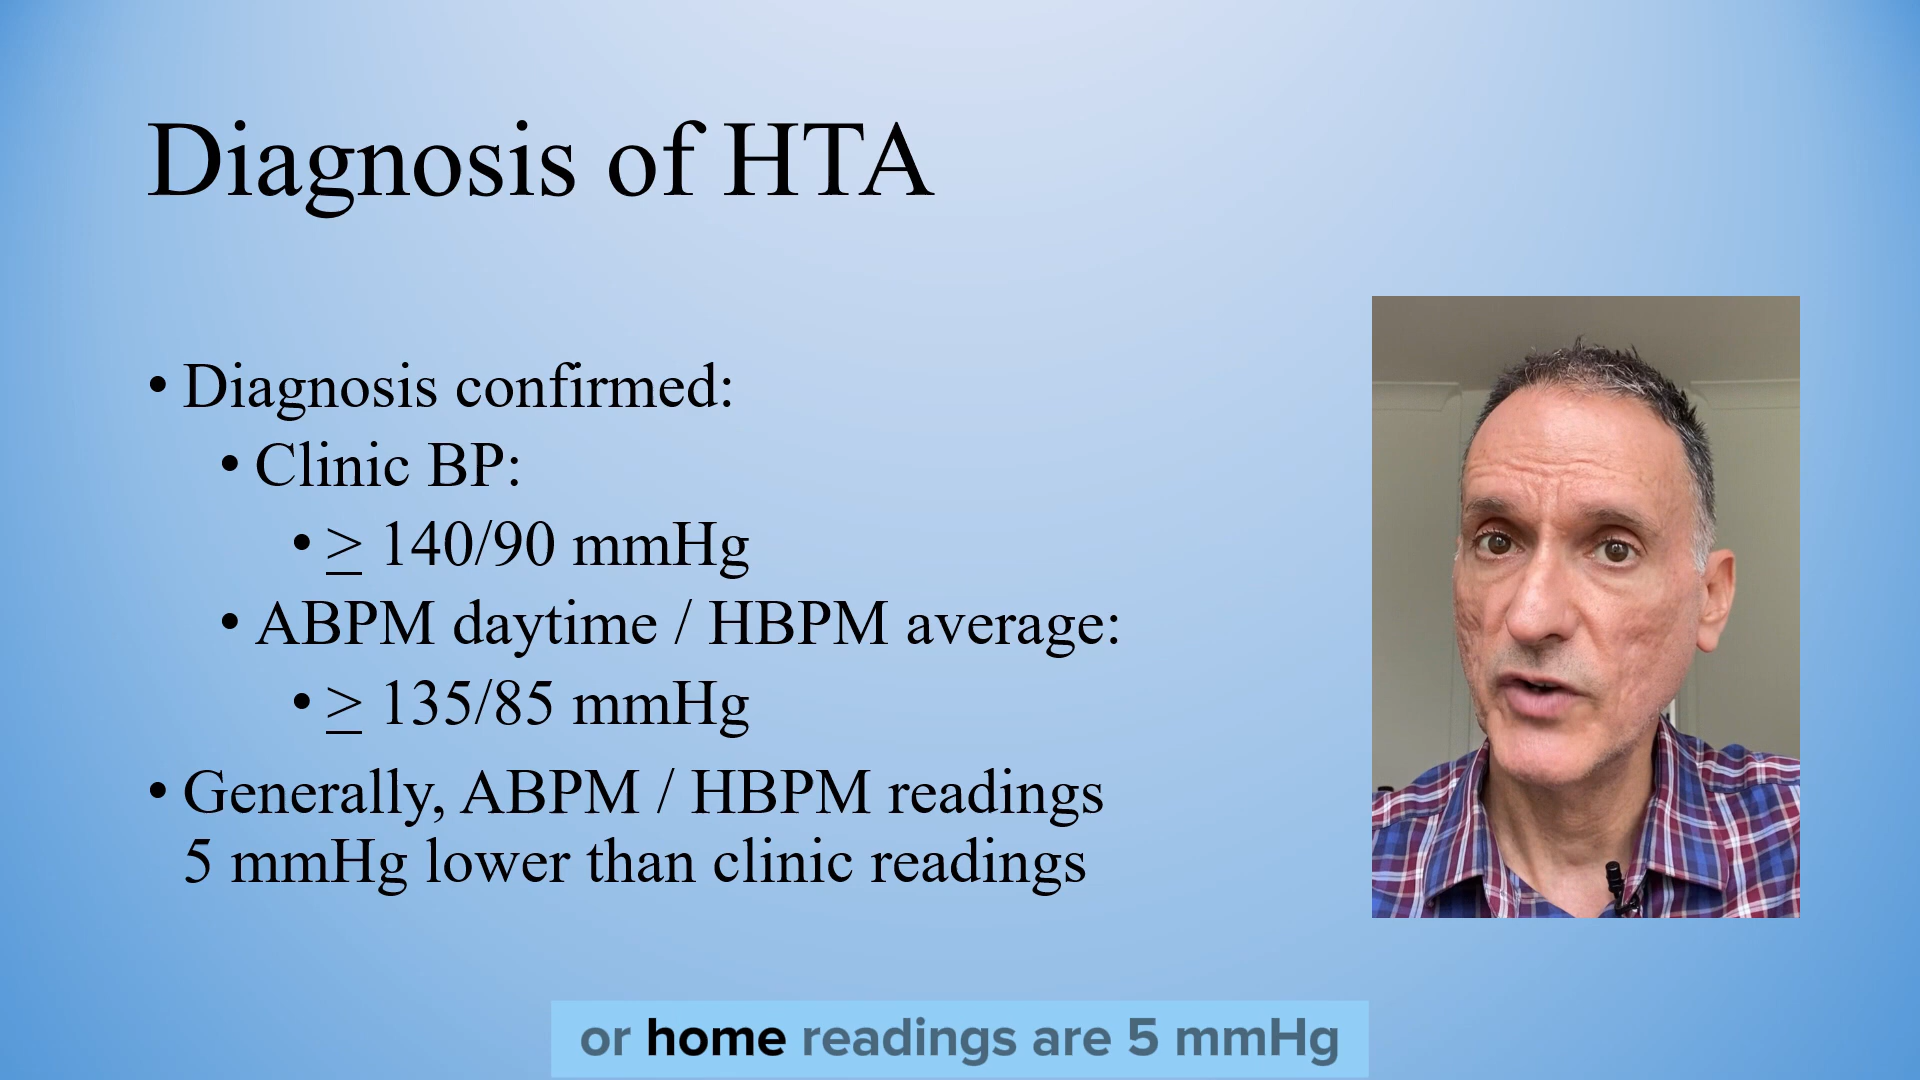 Diagnosis of HTA
• Diagnosis confirmed:
• Clinic BP:
• ≥ 140/90 mmHg
• ABPM daytime / HBPM average:
• ≥ 135/85 mmHg
• Generally, ABPM / HBPM readings
5 mmHg lower than clinic readings
or home readings are 5 mmHg